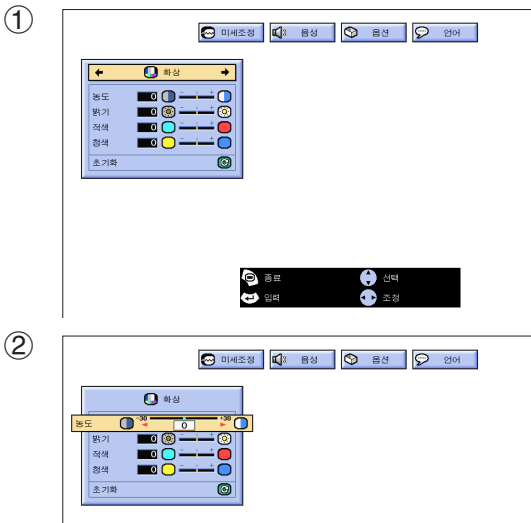 ①
미세조정 음성 옵션 언어
화상
농도 0
밝기 0
적색 0
청색 0
초기화
종료 선택
입력 조정
②
미세조정 음성 옵션 언어
화상
농도 -30 0 +30
밝기 0
적색 0
청색 0
초기화